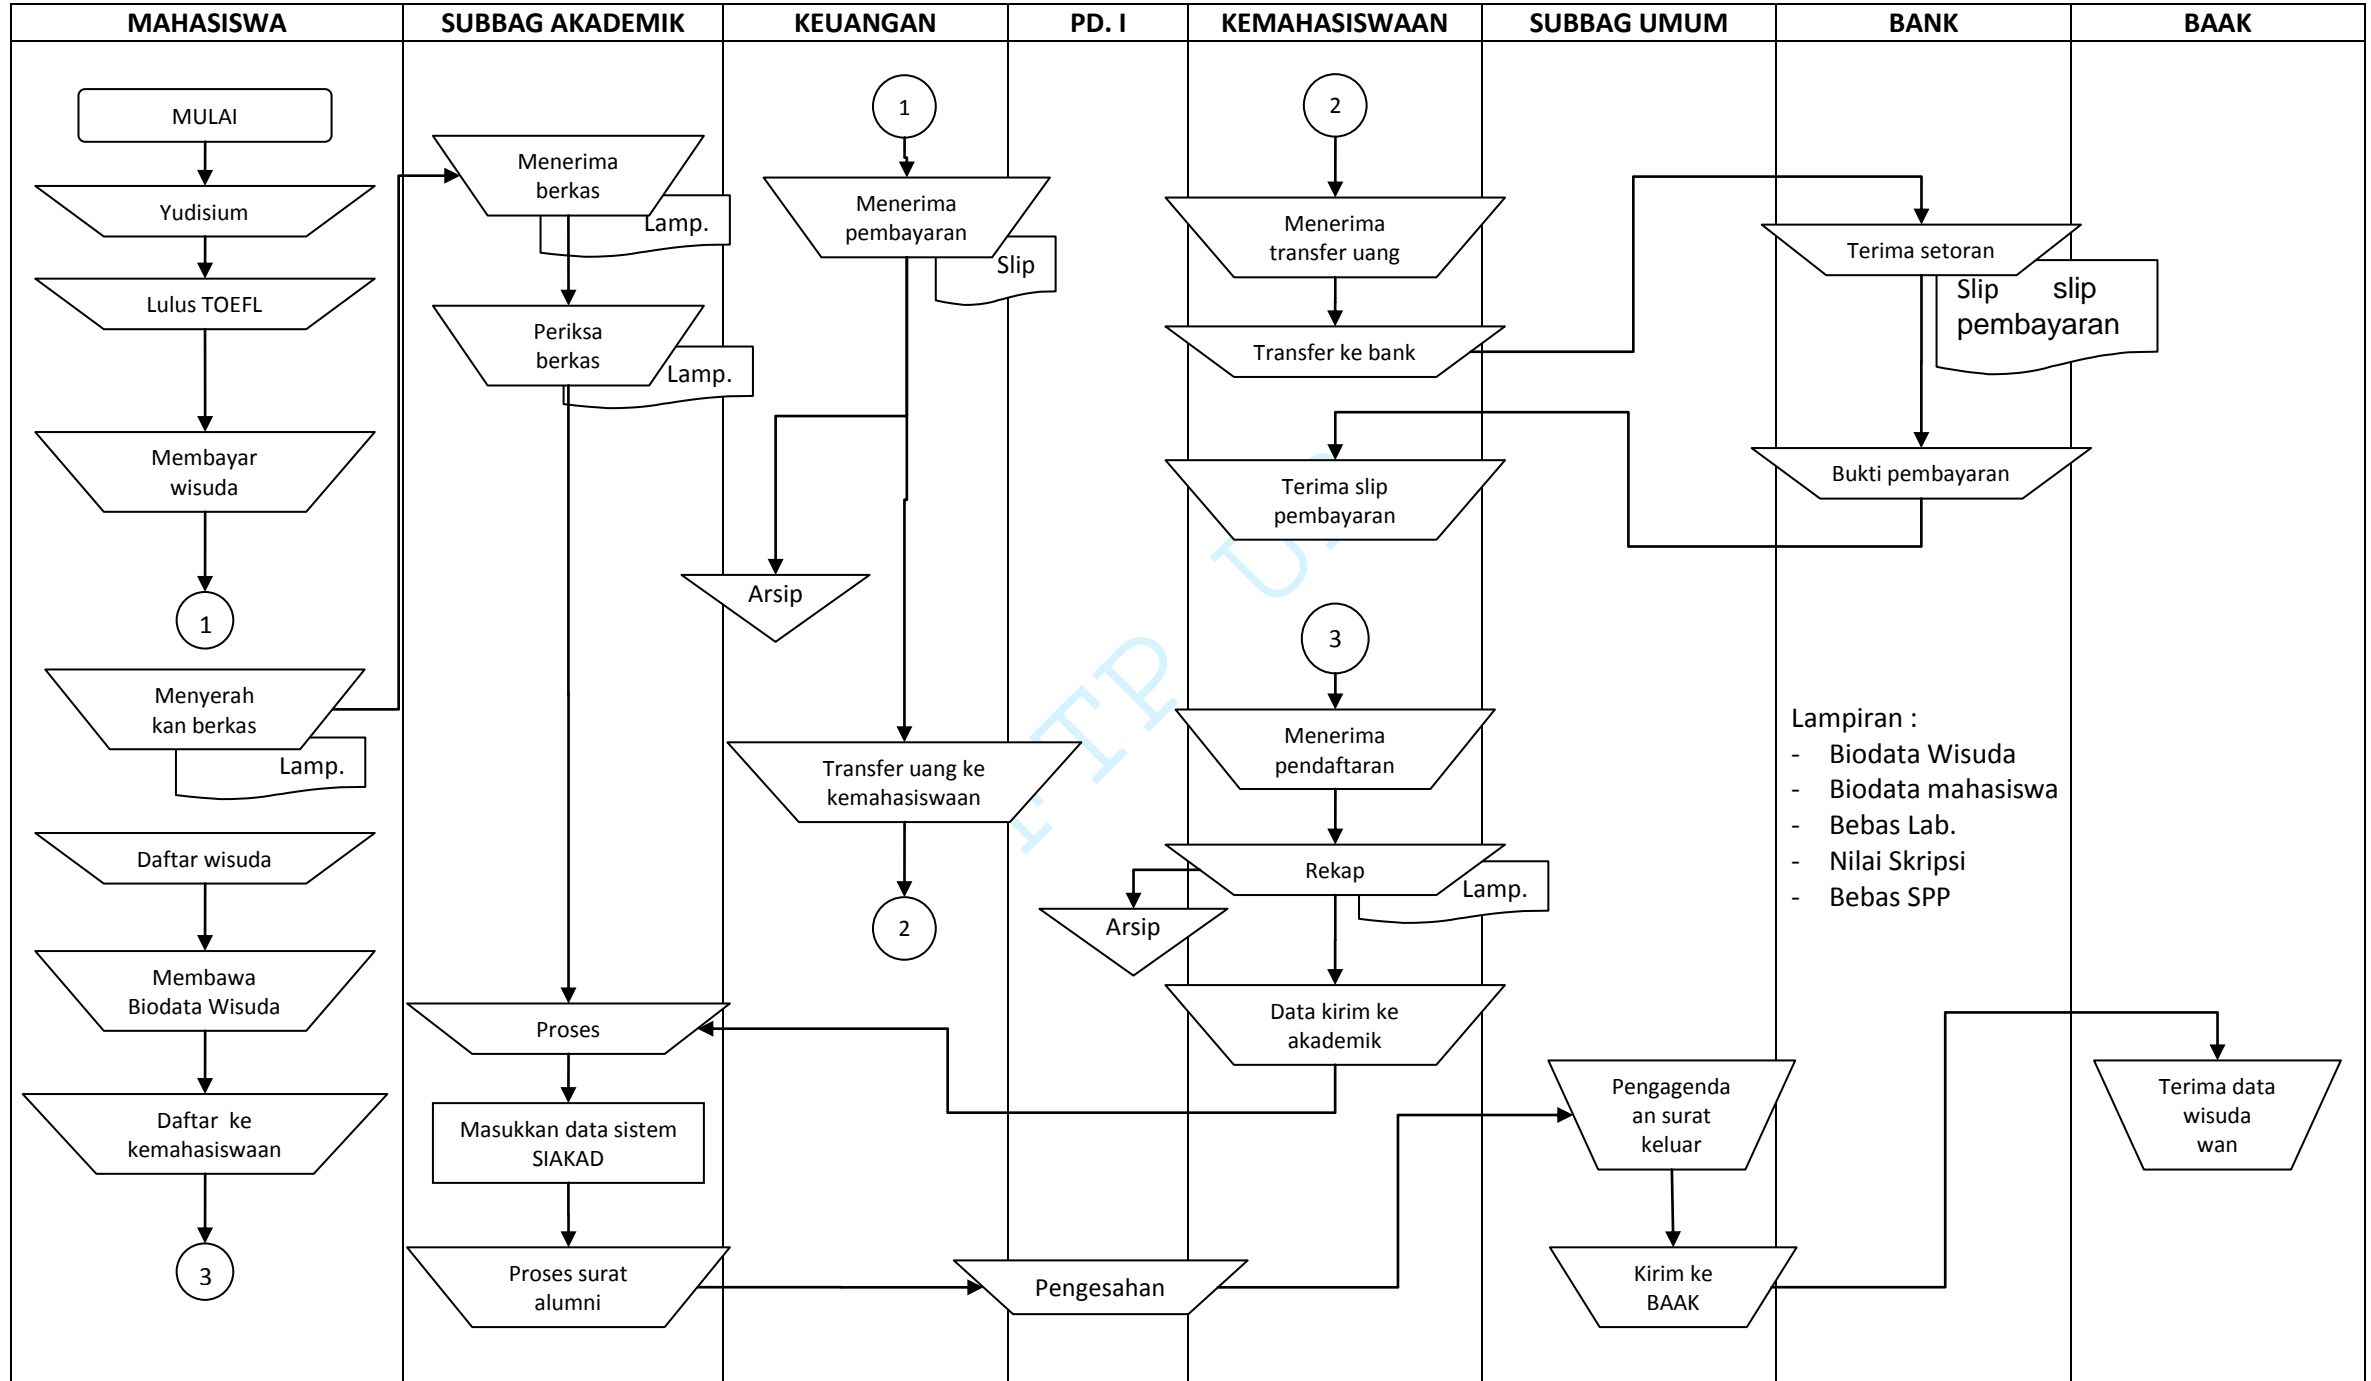 MAHASISWA
SUBBAG AKADEMIK
KEUANGAN
PD. I
KEMAHASISWAAN
SUBBAG UMUM
BANK
BAAK
MULAI
Yudisium
Lulus TOEFL
Membayar
wisuda
1
Menyerah
kan berkas
Lamp.
Daftar wisuda
Membawa
Biodata Wisuda
Daftar ke
kemahasiswaan
3
Menerima
berkas
Lamp.
Periksa
berkas
Lamp.
Proses
Masukkan data sistem
SIAKAD
Proses surat
alumni
1
Menerima
pembayaran
Slip
Arsip
Transfer uang ke
kemahasiswaan
2
Pengesahan
2
Menerima
transfer uang
Transfer ke bank
Terima slip
pembayaran
3
Menerima
pendaftaran
Rekap
Lamp.
Arsip
Data kirim ke
akademik
Pengagenda
an surat
keluar
Kirim ke
BAAK
Terima setoran
Slip slip
pembayaran
Bukti pembayaran
Lampiran :
- Biodata Wisuda
- Biodata mahasiswa
- Bebas Lab.
- Nilai Skripsi
- Bebas SPP
Terima data
wisuda
wan